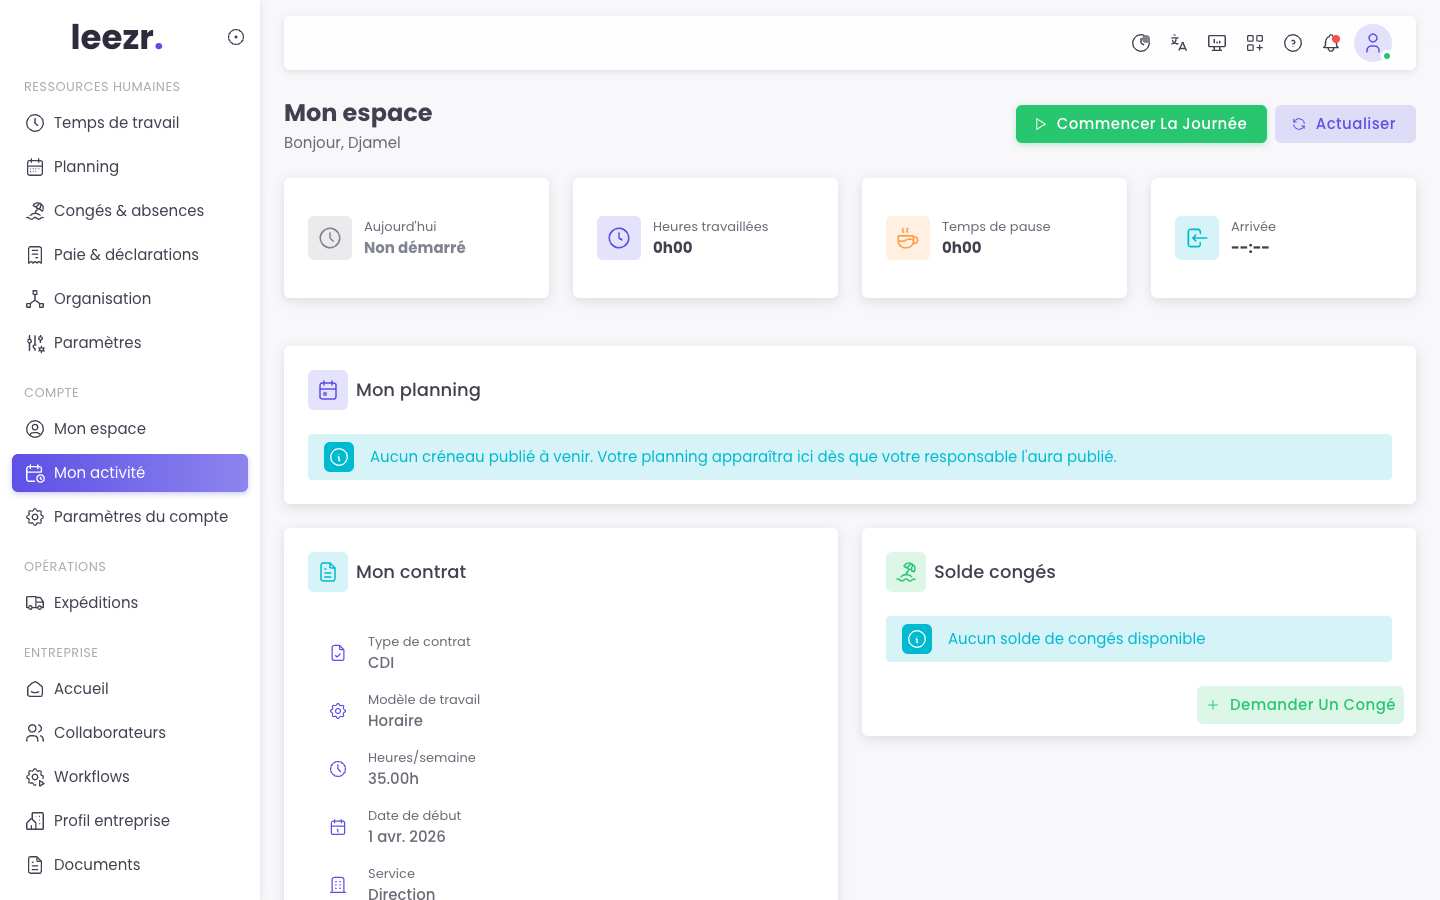 leezr.
RESSOURCES HUMAINES
Temps de travail
Planning
Congés & absences
Paie & déclarations
Organisation
Paramètres
COMPTE
Mon espace
Mon activité
Paramètres du compte
OPÉRATIONS
Expéditions
ENTREPRISE
Accueil
Collaborateurs
Workflows
Profil entreprise
Documents
Mon espace
Bonjour, Djamel
Commencer La Journée
Actualiser
Aujourd'hui
Non démarré
Heures travaillées
0h00
Temps de pause
0h00
Arrivée
--:--
Mon planning
Aucun créneau publié à venir. Votre planning apparaîtra ici dès que votre responsable l'aura publié.
Mon contrat
Type de contrat
CDI
Modèle de travail
Horaire
Heures/semaine
35.00h
Date de début
1 avr. 2026
Service
Direction
Solde congés
Aucun solde de congés disponible
Demander Un Congé